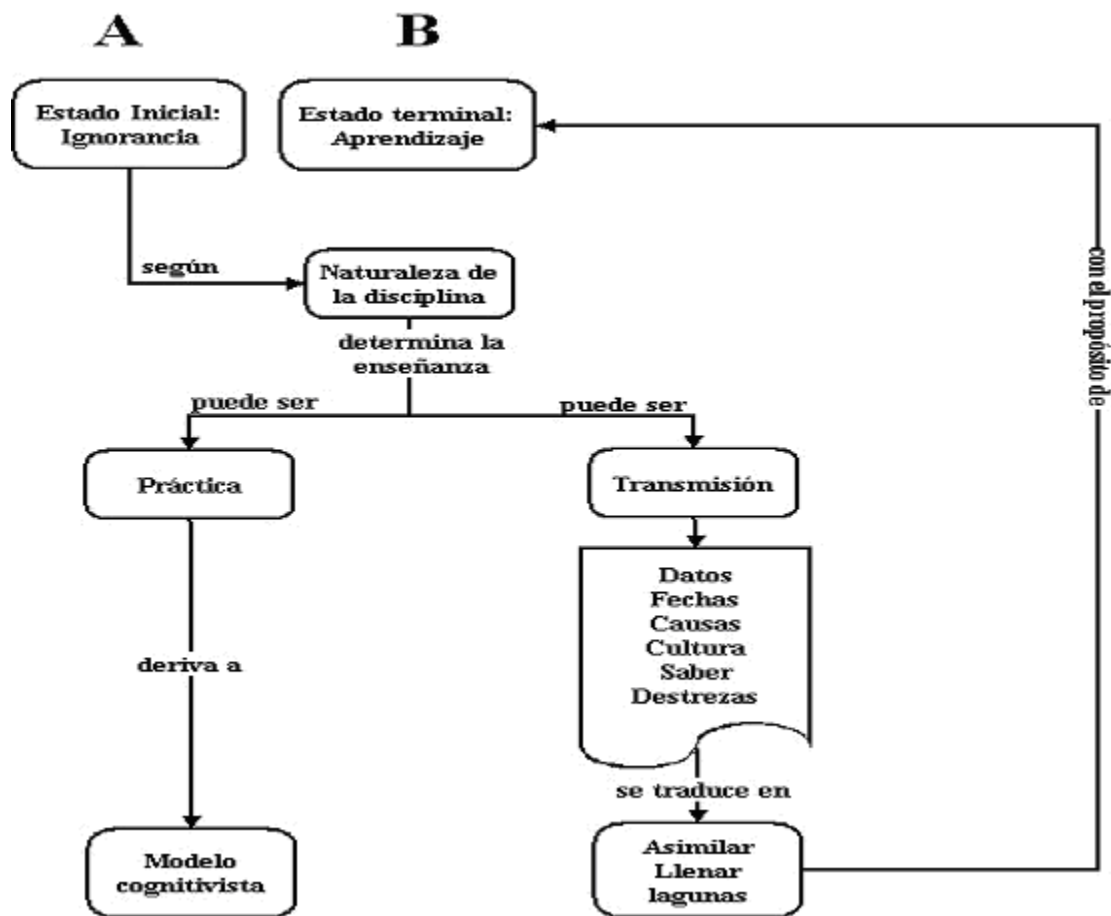 A
B
Estado Inicial:
Ignorancia
Estado terminal:
Aprendizaje
según
Naturaleza de
la disciplina
con el propósito de
determina la
enseñanza
puede ser
puede ser
Práctica
Transmisión
Datos
Fechas
Causas
Cultura
Saber
Destrezas
deriva a
se traduce en
Modelo
cognitivista
Asimilar
Llenar
lagunas